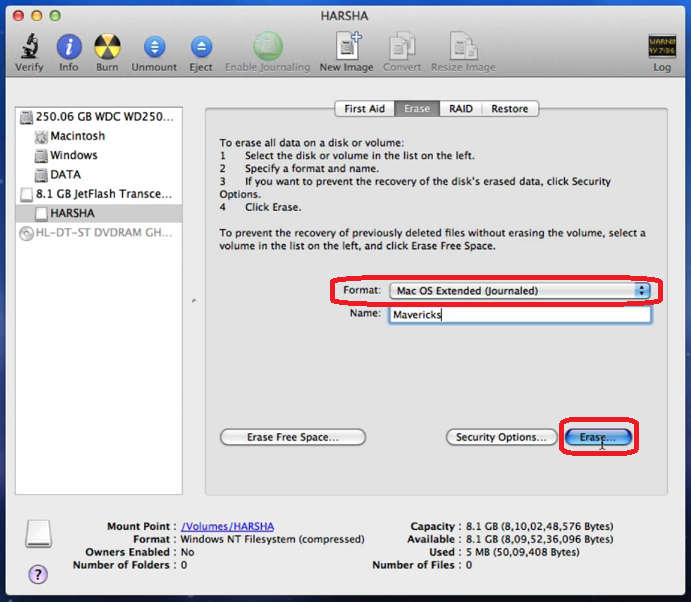 HARSHA
Verify Info Burn Unmount Eject Enable Journaling New Image Convert Resize Image Log
WARNI
250.06 GB WDC WD250...
Macintosh
Windows
DATA
8.1 GB JetFlash Transce...
HARSHA
HL-DT-ST DVDRAM GH...
First Aid Erase RAID Restore
To erase all data on a disk or volume:
1 Select the disk or volume in the list on the left.
2 Specify a format and name.
3 If you want to prevent the recovery of the disk's erased data, click Security
Options.
4 Click Erase.
To prevent the recovery of previously deleted files without erasing the volume, select a
volume in the list on the left, and click Erase Free Space.
Format: Mac OS Extended (Journaled)
Name: Mavericks
Erase Free Space... Security Options... Erase...
Mount Point : /Volumes/HARSHA
Format : Windows NT Filesystem (compressed)
Owners Enabled : No
Number of Folders : 0
Capacity : 8.1 GB (8,10,02,48,576 Bytes)
Available : 8.1 GB (8,09,52,36,096 Bytes)
Used : 5 MB (50,09,408 Bytes)
Number of Files : 0
?